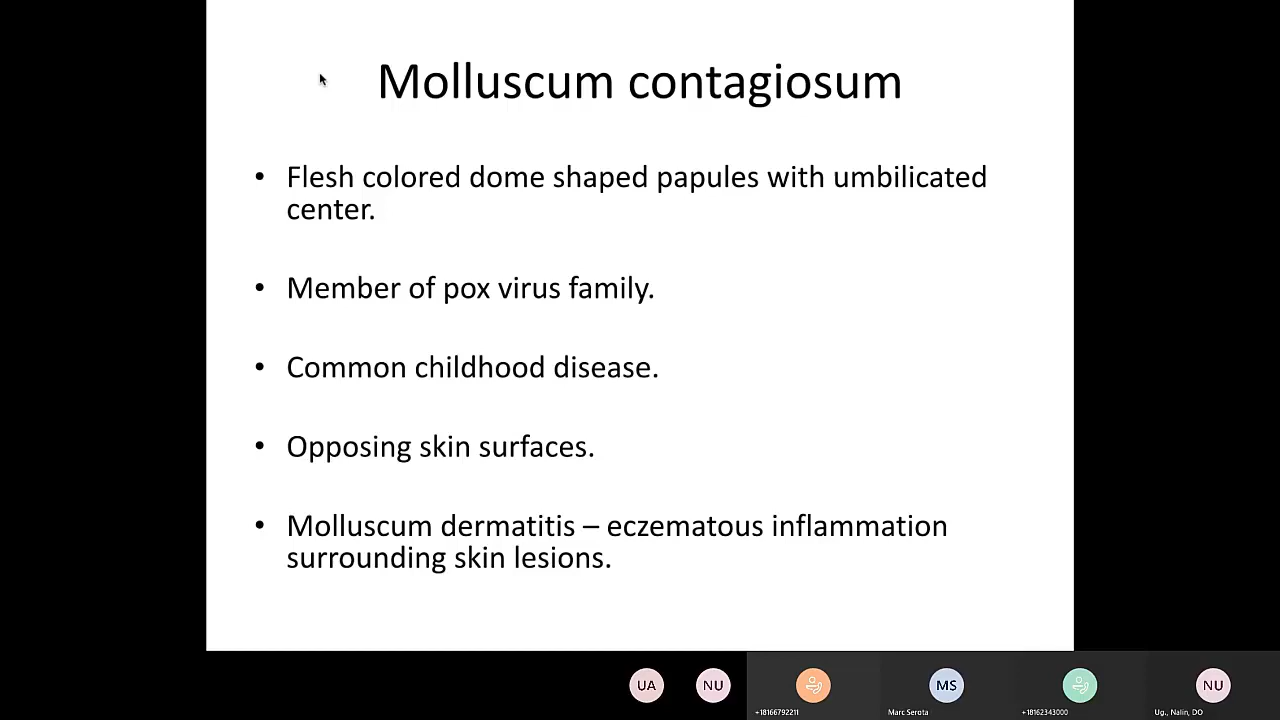 Molluscum contagiosum
• Flesh colored dome shaped papules with umbilicated
center.
• Member of pox virus family.
• Common childhood disease.
• Opposing skin surfaces.
• Molluscum dermatitis – eczematous inflammation
surrounding skin lesions.
UA
NU
MS
NU
+18166792211
Marc Serota
+18162343000
Ug., Nalin, DO